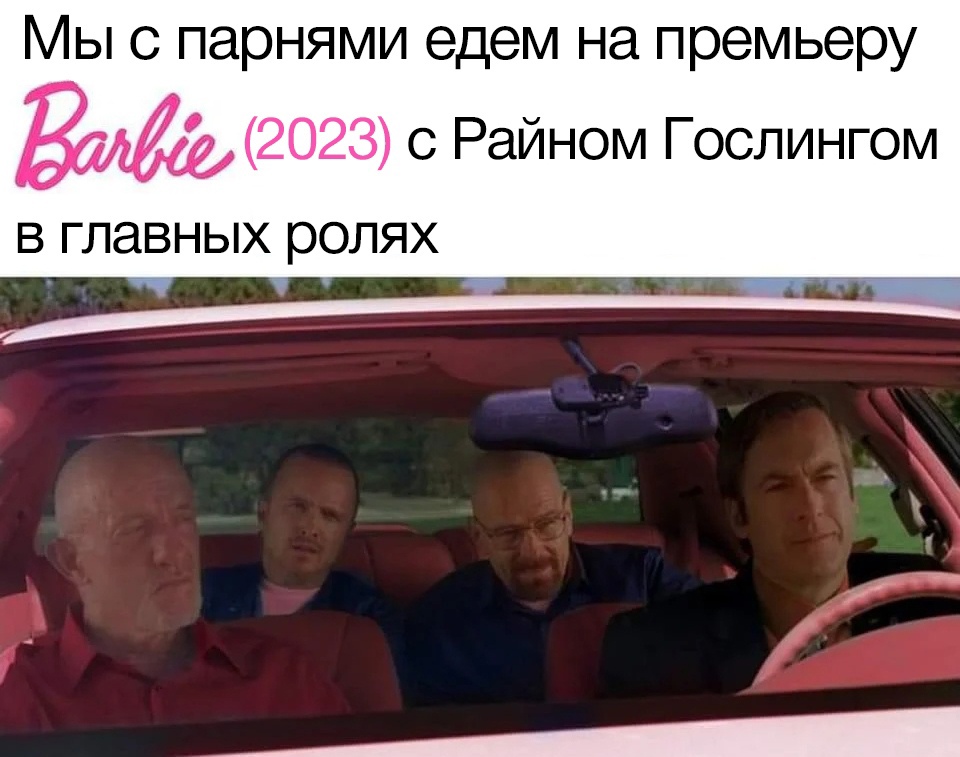 Мы с парнями едем на премьеру
Barbie (2023) с Райном Гослингом
в главных ролях